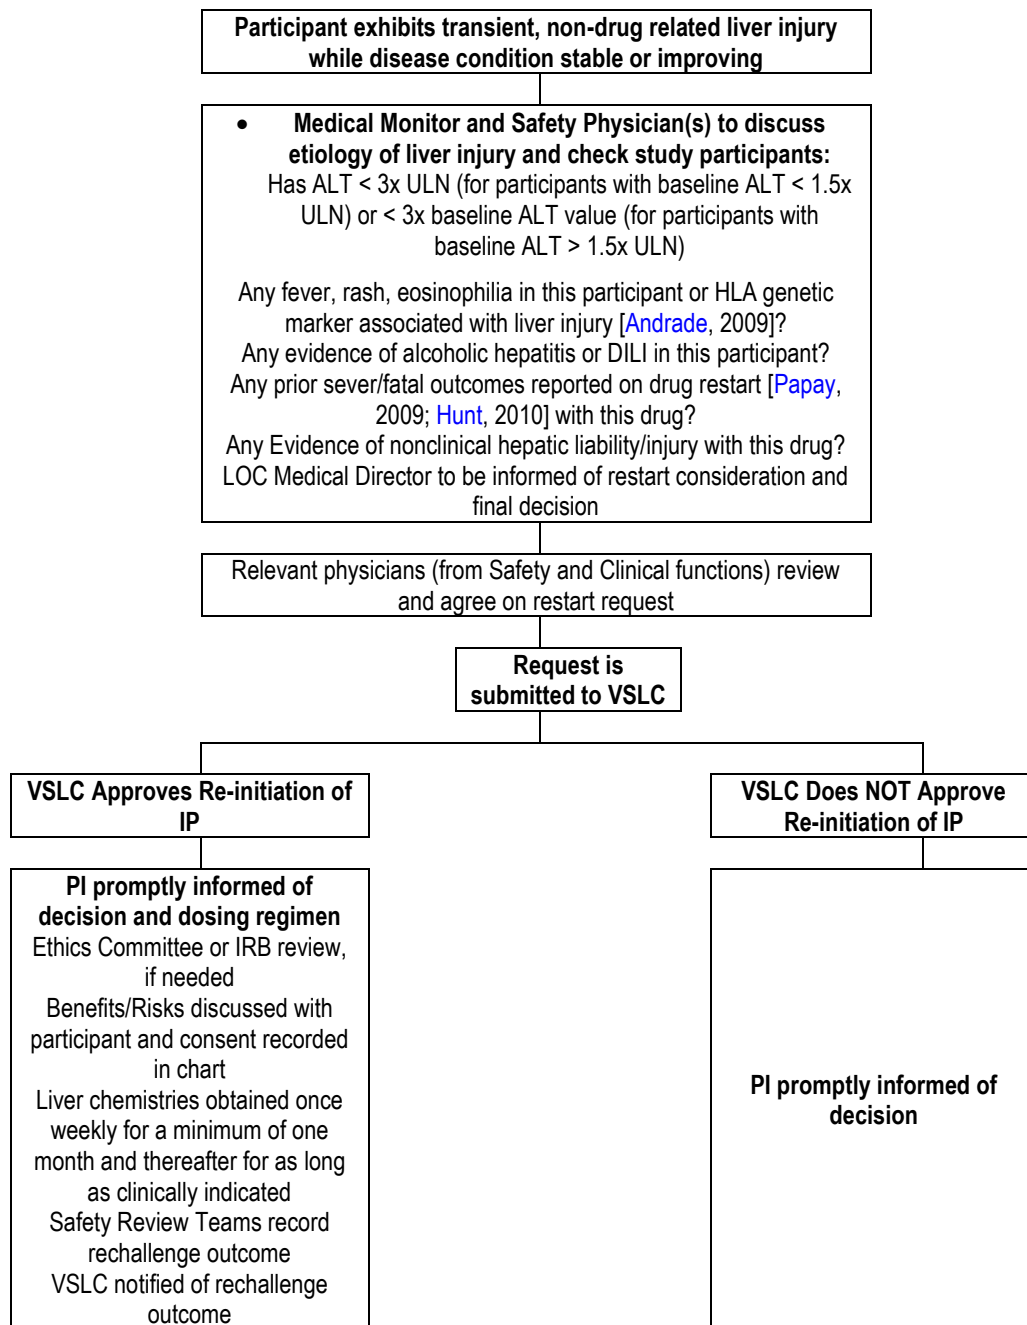 Participant exhibits transient, non-drug related liver injury
while disease condition stable or improving
• Medical Monitor and Safety Physician(s) to discuss
etiology of liver injury and check study participants:
Has ALT < 3x ULN (for participants with baseline ALT < 1.5x
ULN) or < 3x baseline ALT value (for participants with
baseline ALT > 1.5x ULN)
Any fever, rash, eosinophilia in this participant or HLA genetic
marker associated with liver injury [Andrade, 2009]?
Any evidence of alcoholic hepatitis or DILI in this participant?
Any prior sever/fatal outcomes reported on drug restart [Papay,
2009; Hunt, 2010] with this drug?
Any Evidence of nonclinical hepatic liability/injury with this drug?
LOC Medical Director to be informed of restart consideration and
final decision
Relevant physicians (from Safety and Clinical functions) review
and agree on restart request
Request is
submitted to VSLC
VSLC Approves Re-initiation of
IP
PI promptly informed of
decision and dosing regimen
Ethics Committee or IRB review,
if needed
Benefits/Risks discussed with
participant and consent recorded
in chart
Liver chemistries obtained once
weekly for a minimum of one
month and thereafter for as long
as clinically indicated
Safety Review Teams record
rechallenge outcome
VSLC notified of rechallenge
outcome
VSLC Does NOT Approve
Re-initiation of IP
PI promptly informed of
decision